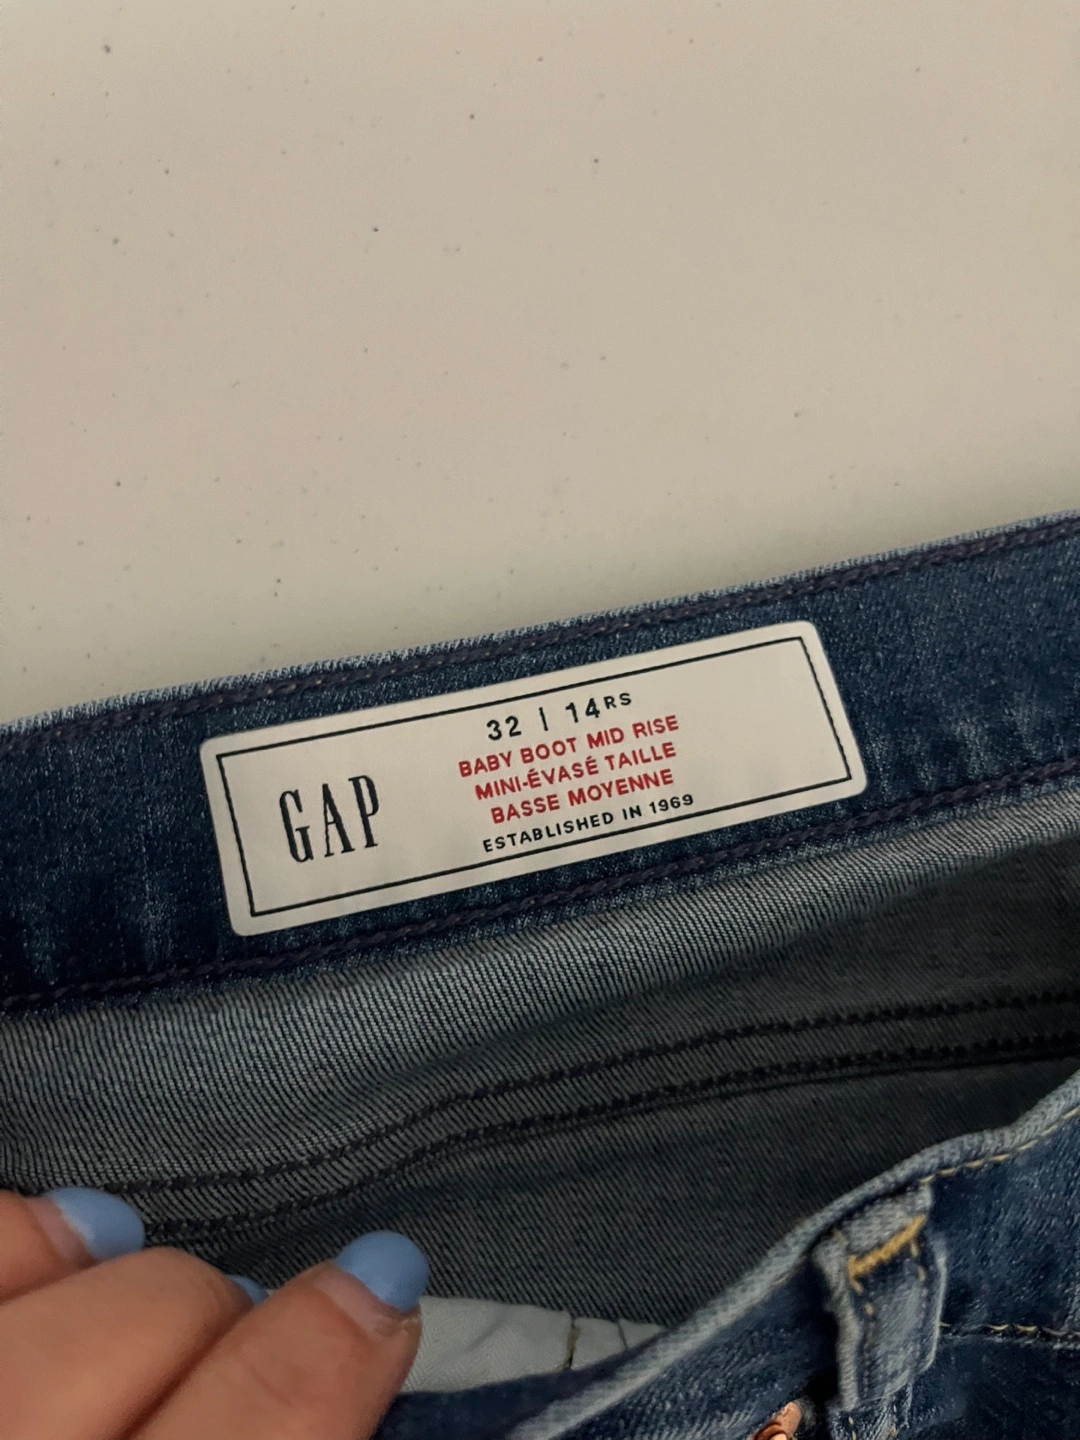 GAP
32 | 14RS
BABY BOOT MID RISE
MINI-ÉVASÉ TAILLE
BASSE MOYENNE
ESTABLISHED IN 1969